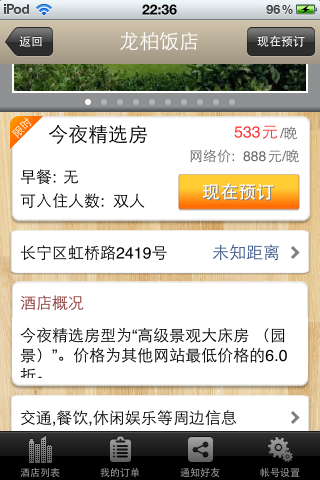 iPod 22:36 96%
返回 龙柏饭店 现在预订
限时
今夜精选房 533元/晚
网络价: 888元/晚
早餐: 无
可入住人数: 双人 现在预订
长宁区虹桥路2419号 未知距离
酒店概况
今夜精选房型为“高级景观大床房 (园
景)”。价格为其他网站最低价格的6.0
折。
交通,餐饮,休闲娱乐等周边信息
酒店列表 我的订单 通知好友 帐号设置